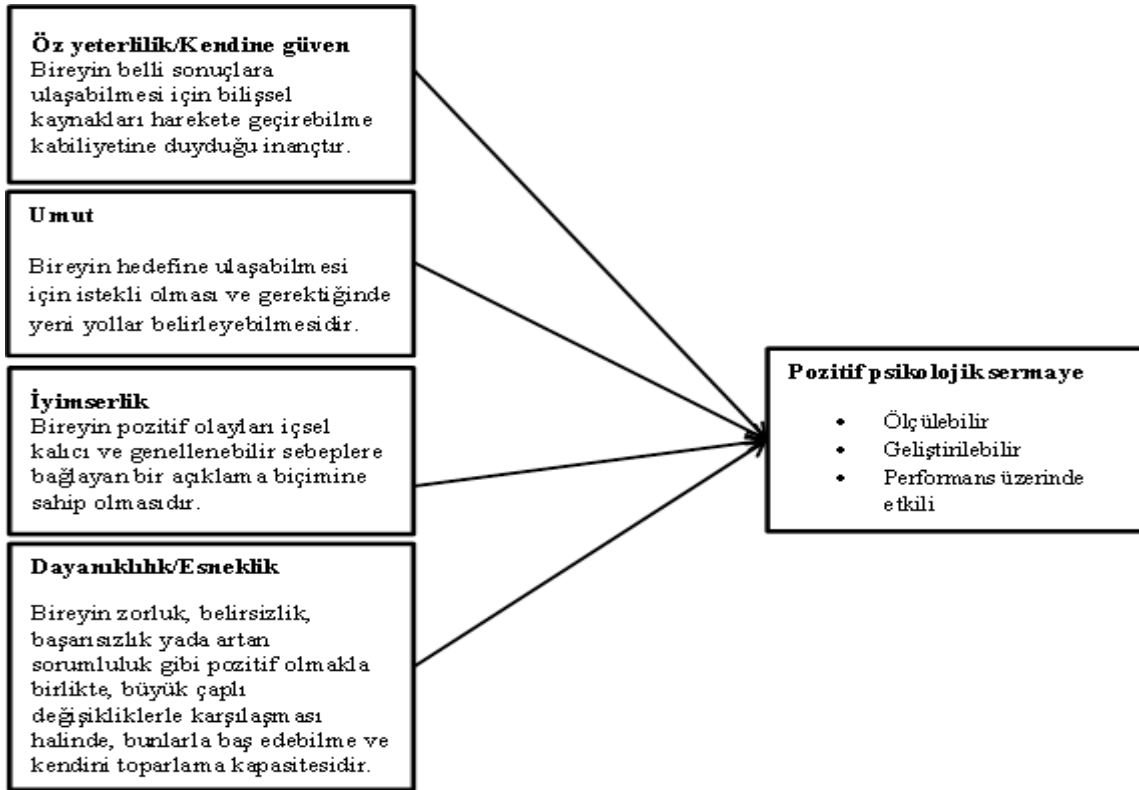 Öz yeterlilik/Kendine güven
Bireyin belli sonuçlara
ulaşabilmesi için bilişsel
kaynakları harekete geçirebilme
kabiliyetine duyduğu inançtır.
Umut
Bireyin hedefine ulaşabilmesi
için istekli olması ve gerektiğinde
yeni yollar belirleyebilmesidir.
İyimserlik
Bireyin pozitif olayları içsel
kalıcı ve genellenebilir sebeplere
bağlayan bir açıklama biçimine
sahip olmasıdır.
Dayanıklılık/Esneklik
Bireyin zorluk, belirsizlik,
başarısızlık yada artan
sorumluluk gibi pozitif olmakla
birlikte, büyük çaplı
değişikliklerle karşılaşması
halinde, bunlarla baş edebilme ve
kendini toparlama kapasitesidir.
Pozitif psikolojik sermaye
• Ölçülebilir
• Geliştirilebilir
• Performans üzerinde
etkili